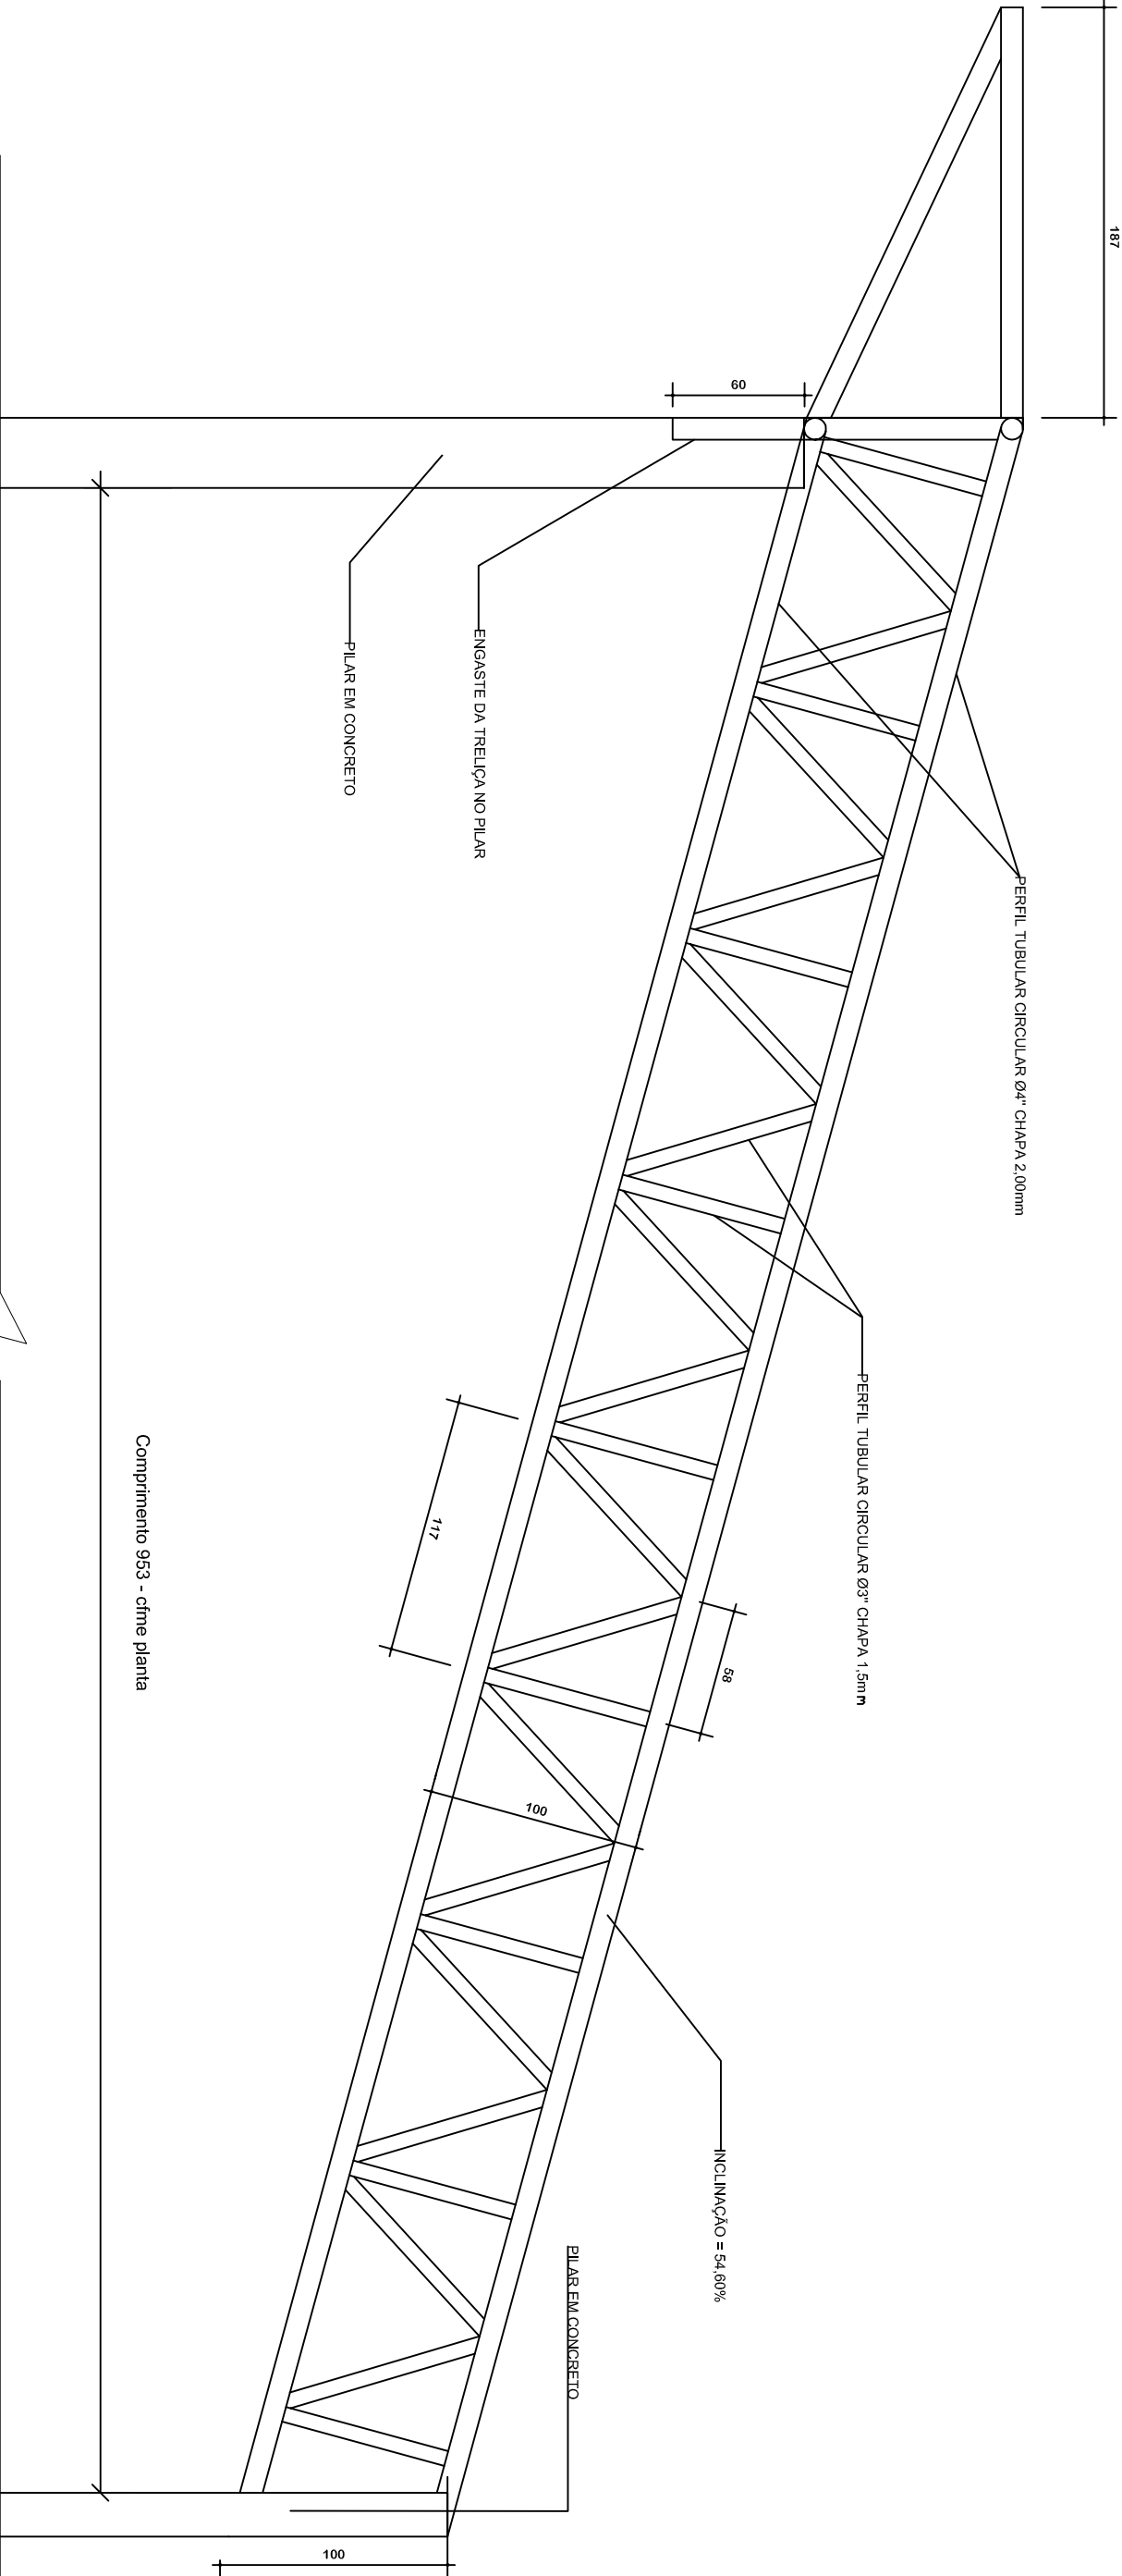 187
60
PILAR EM CONCRETO
ENGASTE DA TRELIÇA NO PILAR
PERFIL TUBULAR CIRCULAR Ø4" CHAPA 2,00mm
PERFIL TUBULAR CIRCULAR Ø3" CHAPA 1,5mm
117
58
Comprimento 953 - cfme planta
100
INCLINAÇÃO = 54,60%
PILAR EM CONCRETO
100